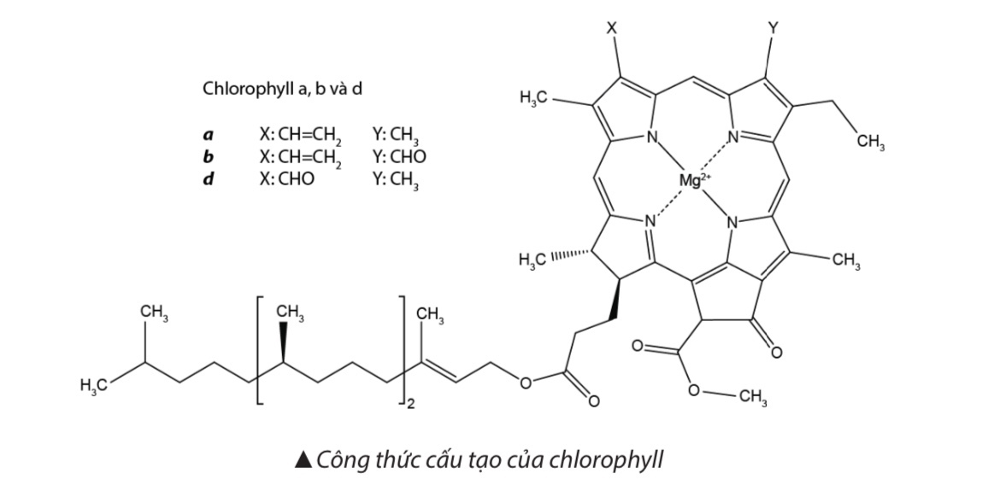 Chlorophyll a, b và d
a X: CH=CH₂ Y: CH₃
b X: CH=CH₂ Y: CHO
d X: CHO Y: CH₃
X
Y
H₃C
CH₃
N
N
Mg²⁺
N
N
H₃C
CH₃
CH₃
CH₃
CH₃
H₃C
2
O
O
O
O
O
CH₃
▲ Công thức cấu tạo của chlorophyll